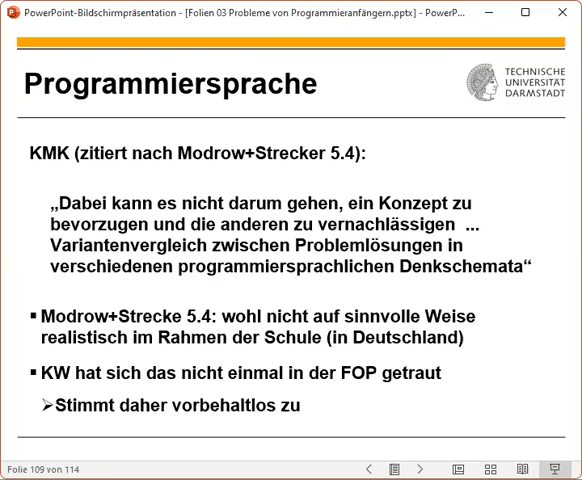 PowerPoint-Bildschirmpräsentation - [Folien 03 Probleme von Programmieranfängern.pptx] - PowerP...
Programmiersprache
TECHNISCHE
UNIVERSITÄT
DARMSTADT
KMK (zitiert nach Modrow+Strecker 5.4):
„Dabei kann es nicht darum gehen, ein Konzept zu
bevorzugen und die anderen zu vernachlässigen ...
Variantenvergleich zwischen Problemlösungen in
verschiedenen programmiersprachlichen Denkschemata“
▪ Modrow+Strecke 5.4: wohl nicht auf sinnvolle Weise
realistisch im Rahmen der Schule (in Deutschland)
▪ KW hat sich das nicht einmal in der FOP getraut
➢ Stimmt daher vorbehaltlos zu
Folie 109 von 114